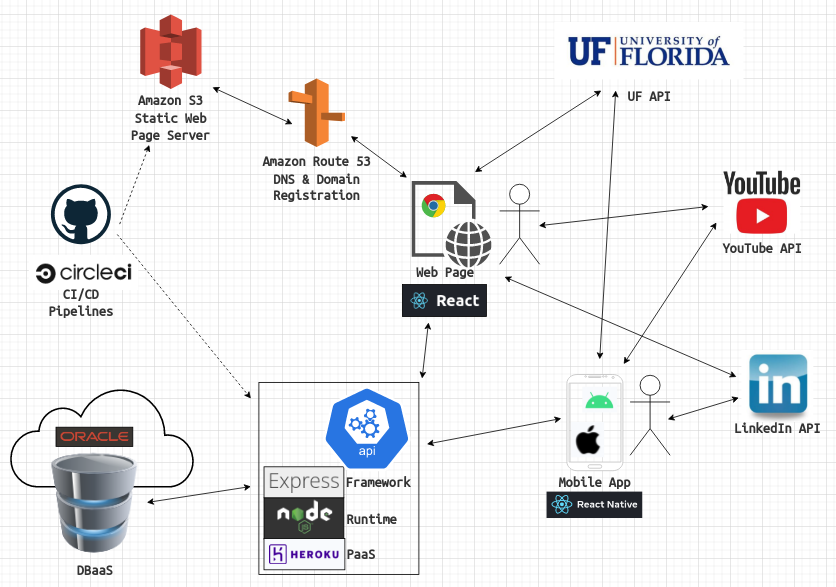 UF | UNIVERSITY of
FLORIDA
UF API
Amazon S3
Static Web
Page Server
Amazon Route 53
DNS & Domain
Registration
YouTube
YouTube API
circleci
CI/CD
Pipelines
Web Page
React
in
LinkedIn API
ORACLE
DBaaS
api
Express
Framework
node
JS
Runtime
HEROKU
PaaS
Mobile App
React Native